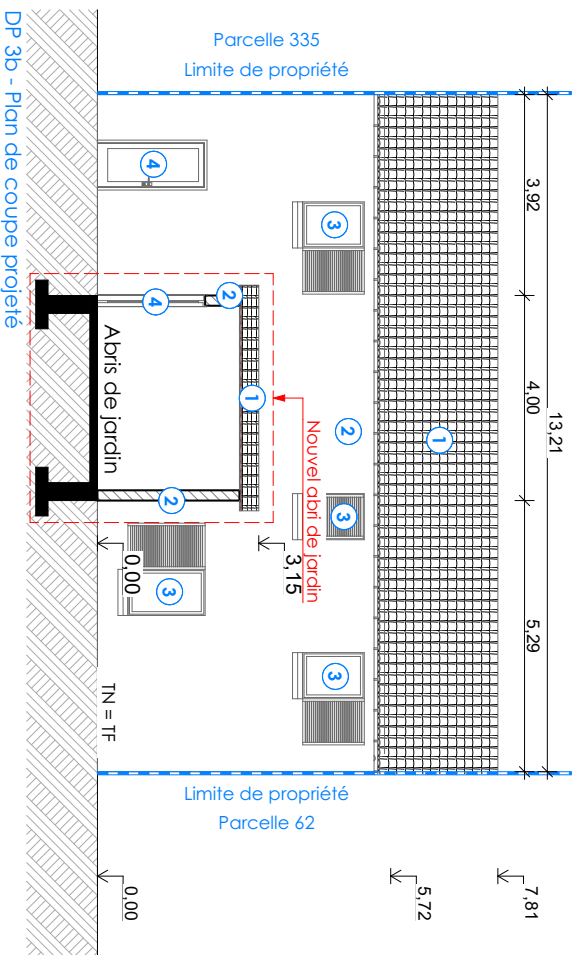 Parcelle 335
Limite de propriété
13,21
3,92
4,00
5,29
7,81
5,72
1
2
3
3
3
Nouvel abri de jardin
3,15
1
2
4
4
2
3
Abris de jardin
0,00
0,00
TN = TF
Limite de propriété
Parcelle 62
DP 3b - Plan de coupe projeté